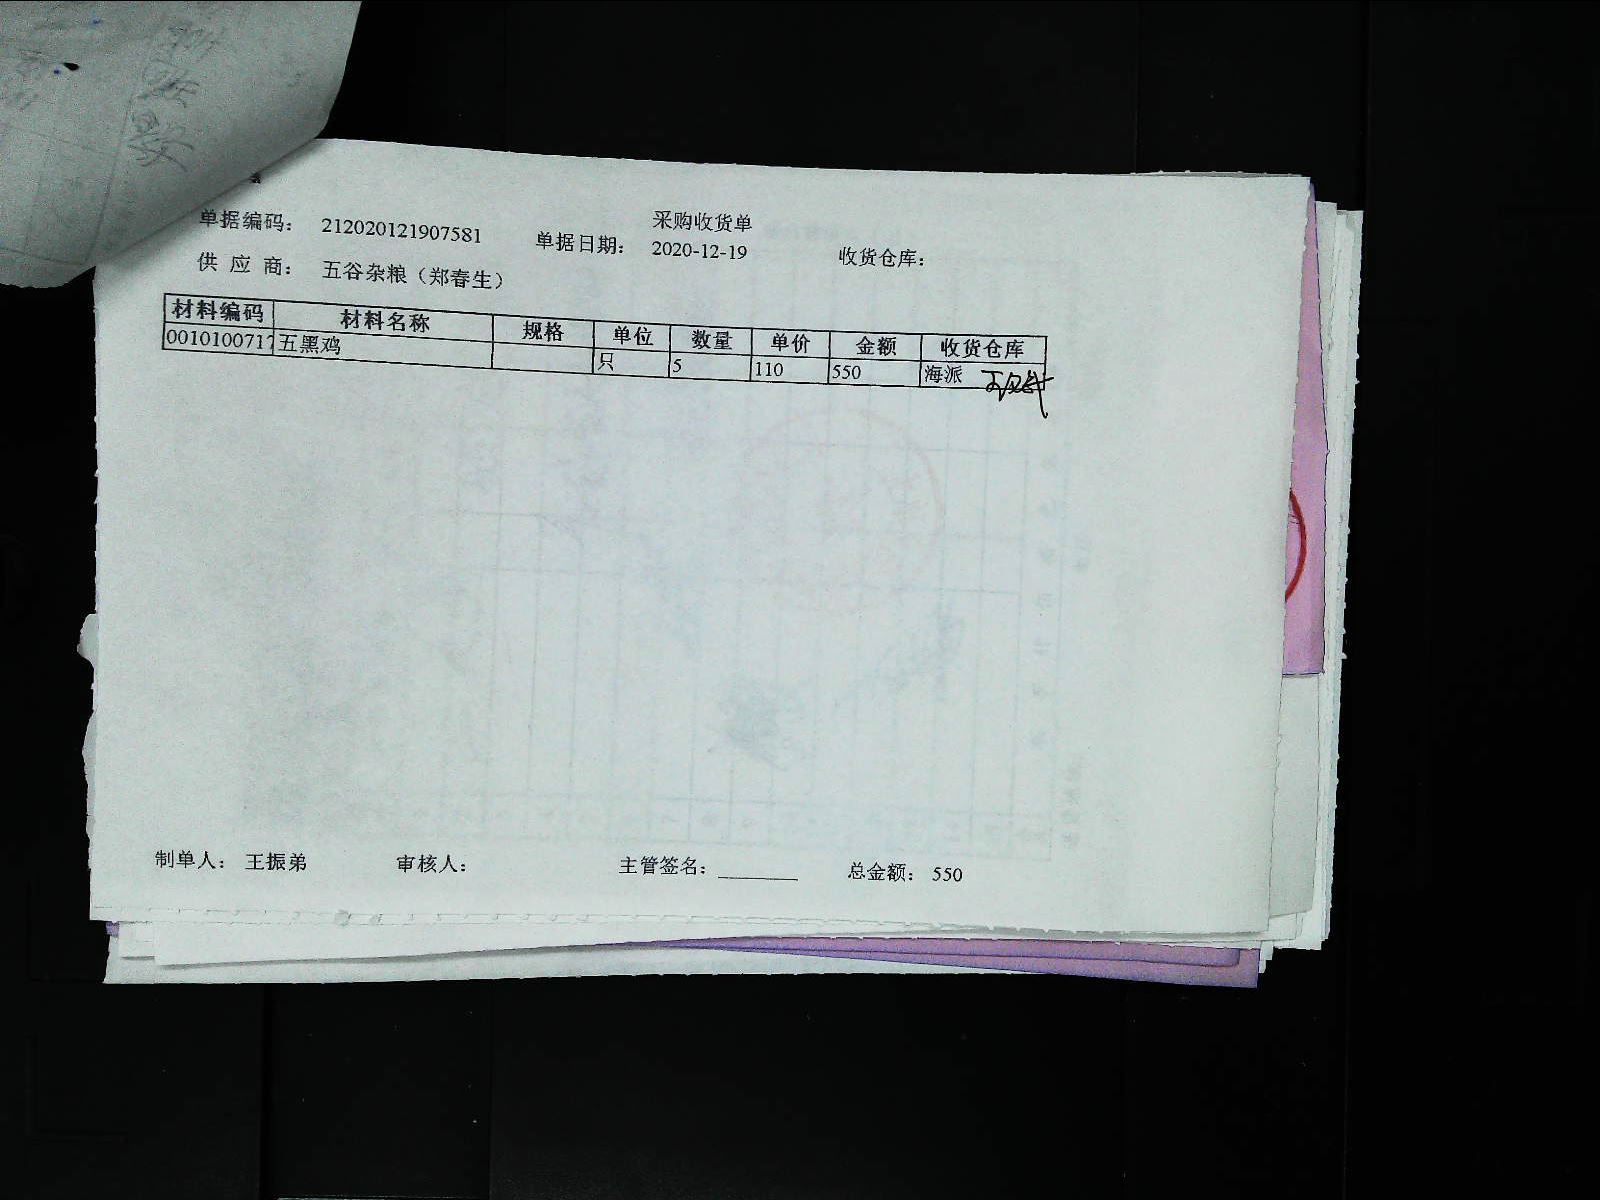 采购收货单
单据编码: 212020121907581 单据日期: 2020-12-19 收货仓库:
供 应 商: 五谷杂粮（郑春生）
材料编码 材料名称 规格 单位 数量 单价 金额 收货仓库
0010100717 五黑鸡 只 5 110 550 海派
制单人: 王振弟 审核人: 主管签名: 总金额: 550